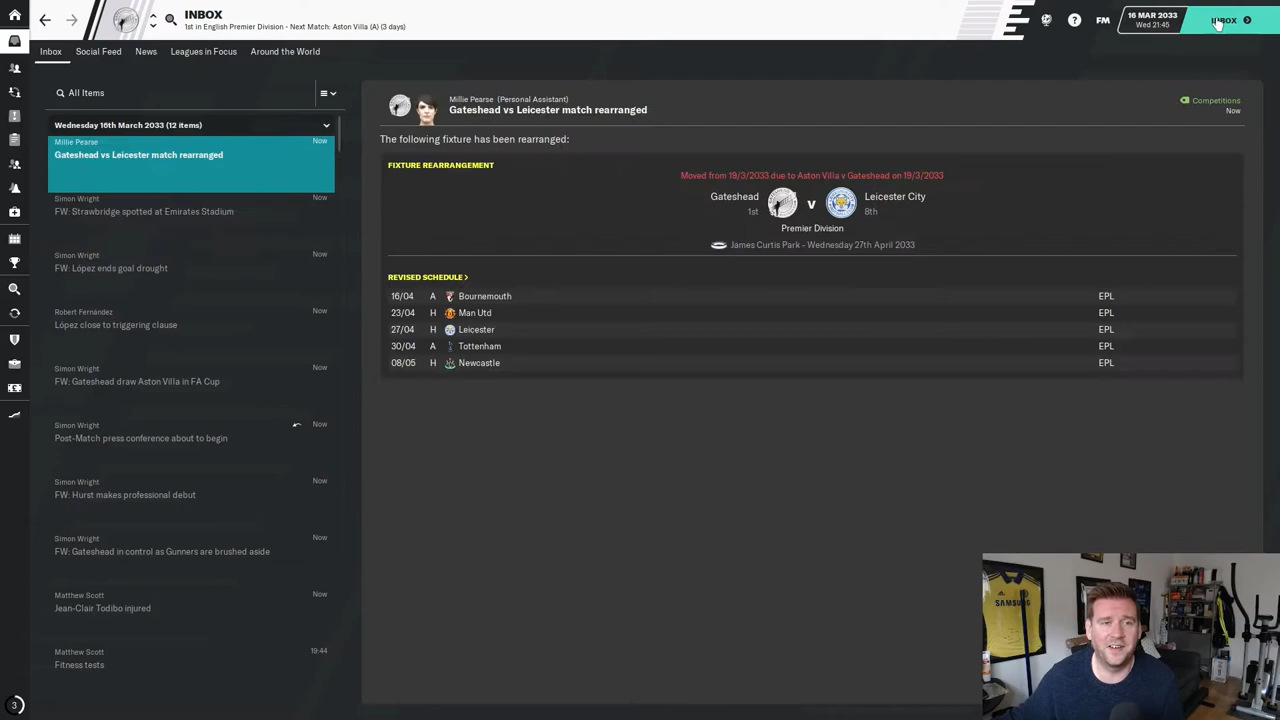 INBOX
1st in English Premier Division - Next Match: Aston Villa (A) (3 days)
FM
16 MAR 2033
Wed 21:45
INBOX
Inbox
Social Feed
News
Leagues in Focus
Around the World
All Items
Wednesday 16th March 2033 (12 items)
Millie Pearse
Now
Gateshead vs Leicester match rearranged
Simon Wright
Now
FW: Strawbridge spotted at Emirates Stadium
Simon Wright
Now
FW: López ends goal drought
Robert Fernández
Now
López close to triggering clause
Simon Wright
Now
FW: Gateshead draw Aston Villa in FA Cup
Simon Wright
Now
Post-Match press conference about to begin
Simon Wright
Now
FW: Hurst makes professional debut
Simon Wright
Now
FW: Gateshead in control as Gunners are brushed aside
Matthew Scott
Now
Jean-Clair Todibo injured
Matthew Scott
19:44
Fitness tests
3
Millie Pearse (Personal Assistant)
Gateshead vs Leicester match rearranged
Competitions
Now
The following fixture has been rearranged:
FIXTURE REARRANGEMENT
Moved from 19/3/2033 due to Aston Villa v Gateshead on 19/3/2033
Gateshead
1st
v
Leicester City
8th
Premier Division
James Curtis Park - Wednesday 27th April 2033
REVISED SCHEDULE >
16/04 A Bournemouth EPL
23/04 H Man Utd EPL
27/04 H Leicester EPL
30/04 A Tottenham EPL
08/05 H Newcastle EPL
SAMSUNG